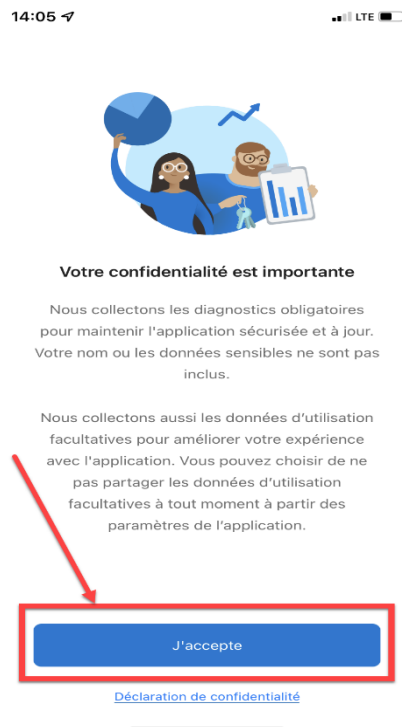 14:05 LTE
Votre confidentialité est importante
Nous collectons les diagnostics obligatoires
pour maintenir l'application sécurisée et à jour.
Votre nom ou les données sensibles ne sont pas
inclus.
Nous collectons aussi les données d'utilisation
facultatives pour améliorer votre expérience
avec l'application. Vous pouvez choisir de ne
pas partager les données d'utilisation
facultatives à tout moment à partir des
paramètres de l'application.
J'accepte
Déclaration de confidentialité